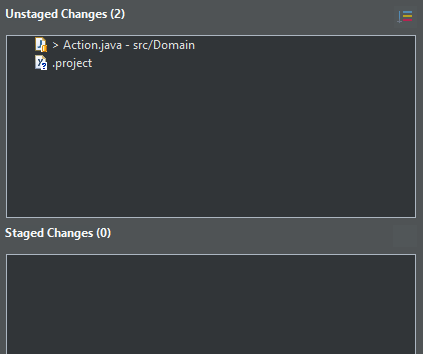 Unstaged Changes (2)
> Action.java - src/Domain
.project
Staged Changes (0)